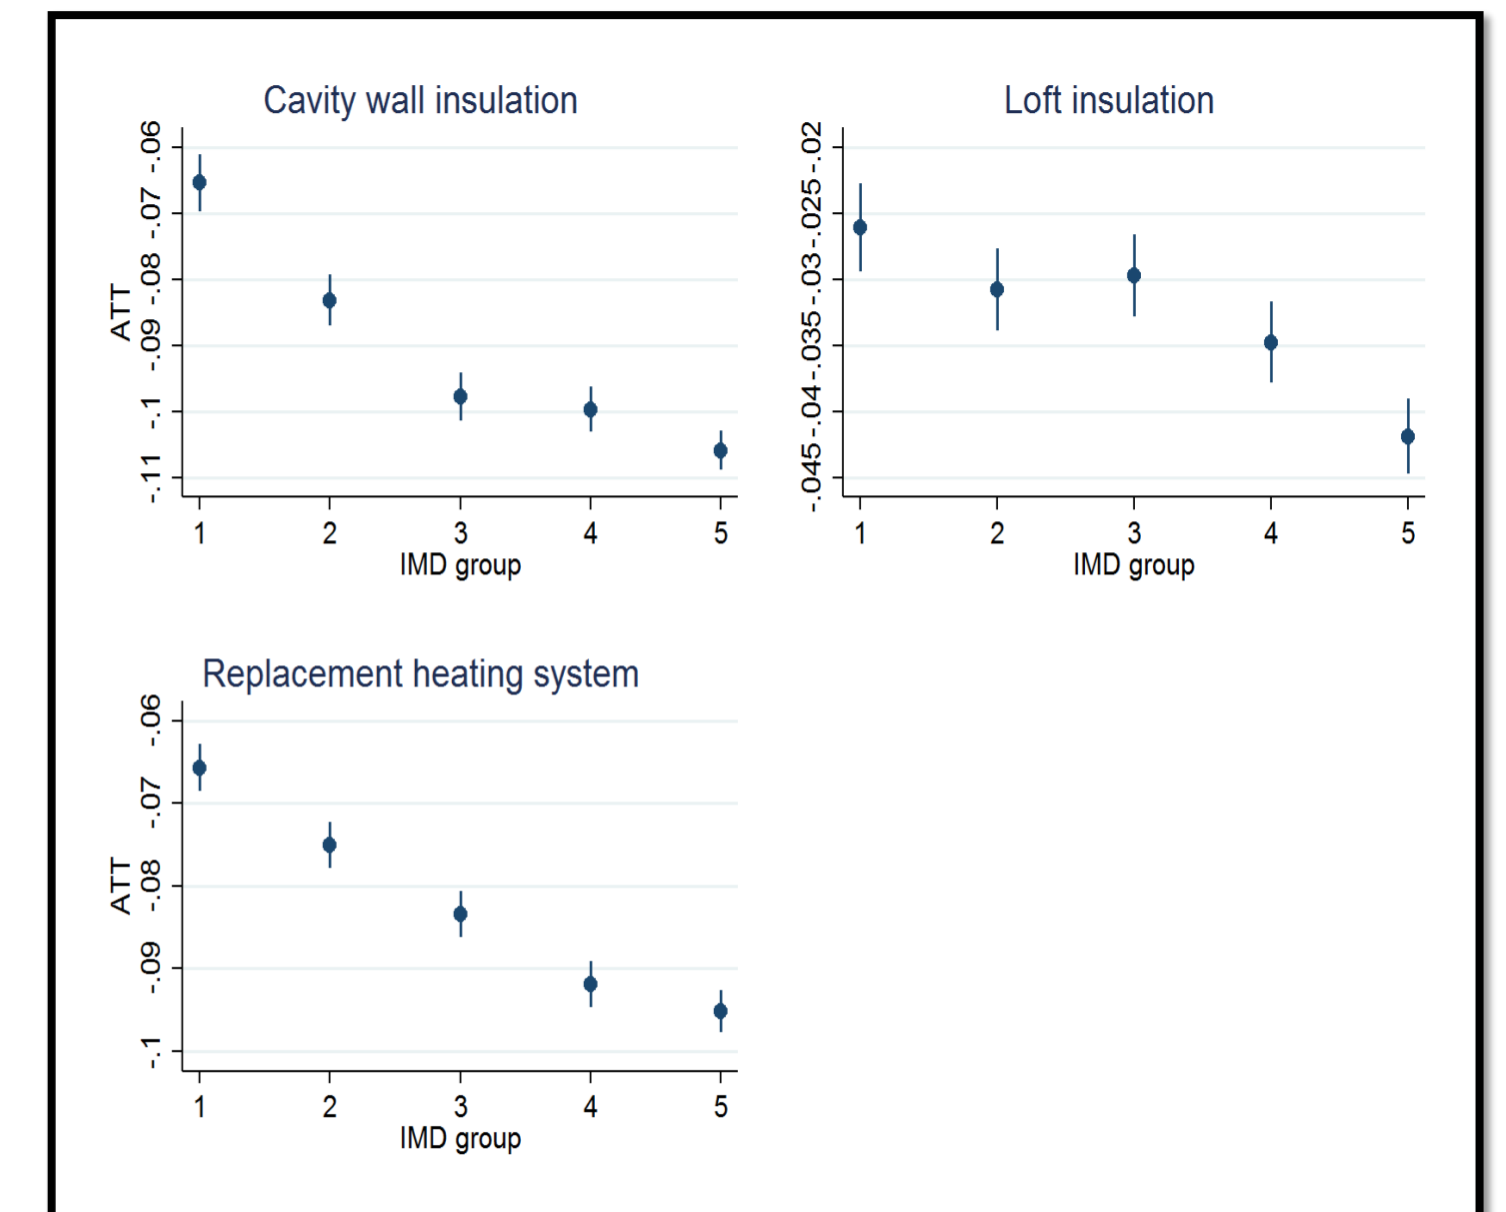 Cavity wall insulation
ATT
-.06
-.07
-.08
-.09
-.1
-.11
1 2 3 4 5
IMD group
Loft insulation
-.02
-.025
-.03
-.035
-.04
-.045
1 2 3 4 5
IMD group
Replacement heating system
ATT
-.06
-.07
-.08
-.09
-.1
1 2 3 4 5
IMD group